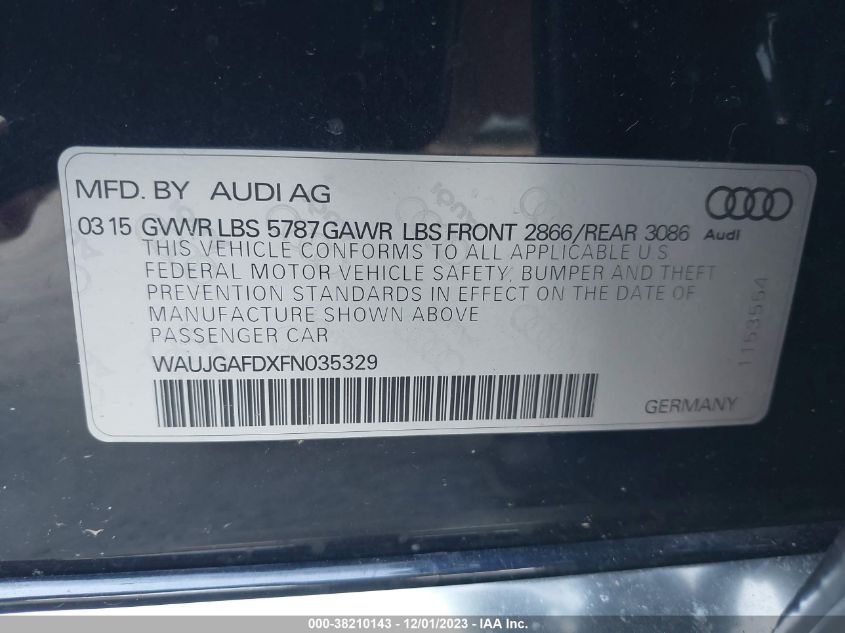 MFD. BY AUDI AG
03 15 GVWR LBS 5787 GAWR LBS FRONT 2866/REAR 3086
Audi
THIS VEHICLE CONFORMS TO ALL APPLICABLE U.S
FEDERAL MOTOR VEHICLE SAFETY, BUMPER AND THEFT
PREVENTION STANDARDS IN EFFECT ON THE DATE OF
MANUFACTURE SHOWN ABOVE
PASSENGER CAR
WAUJGAFDXFN035329
1153564
GERMANY
000-38210143 - 12/01/2023 - IAA Inc.